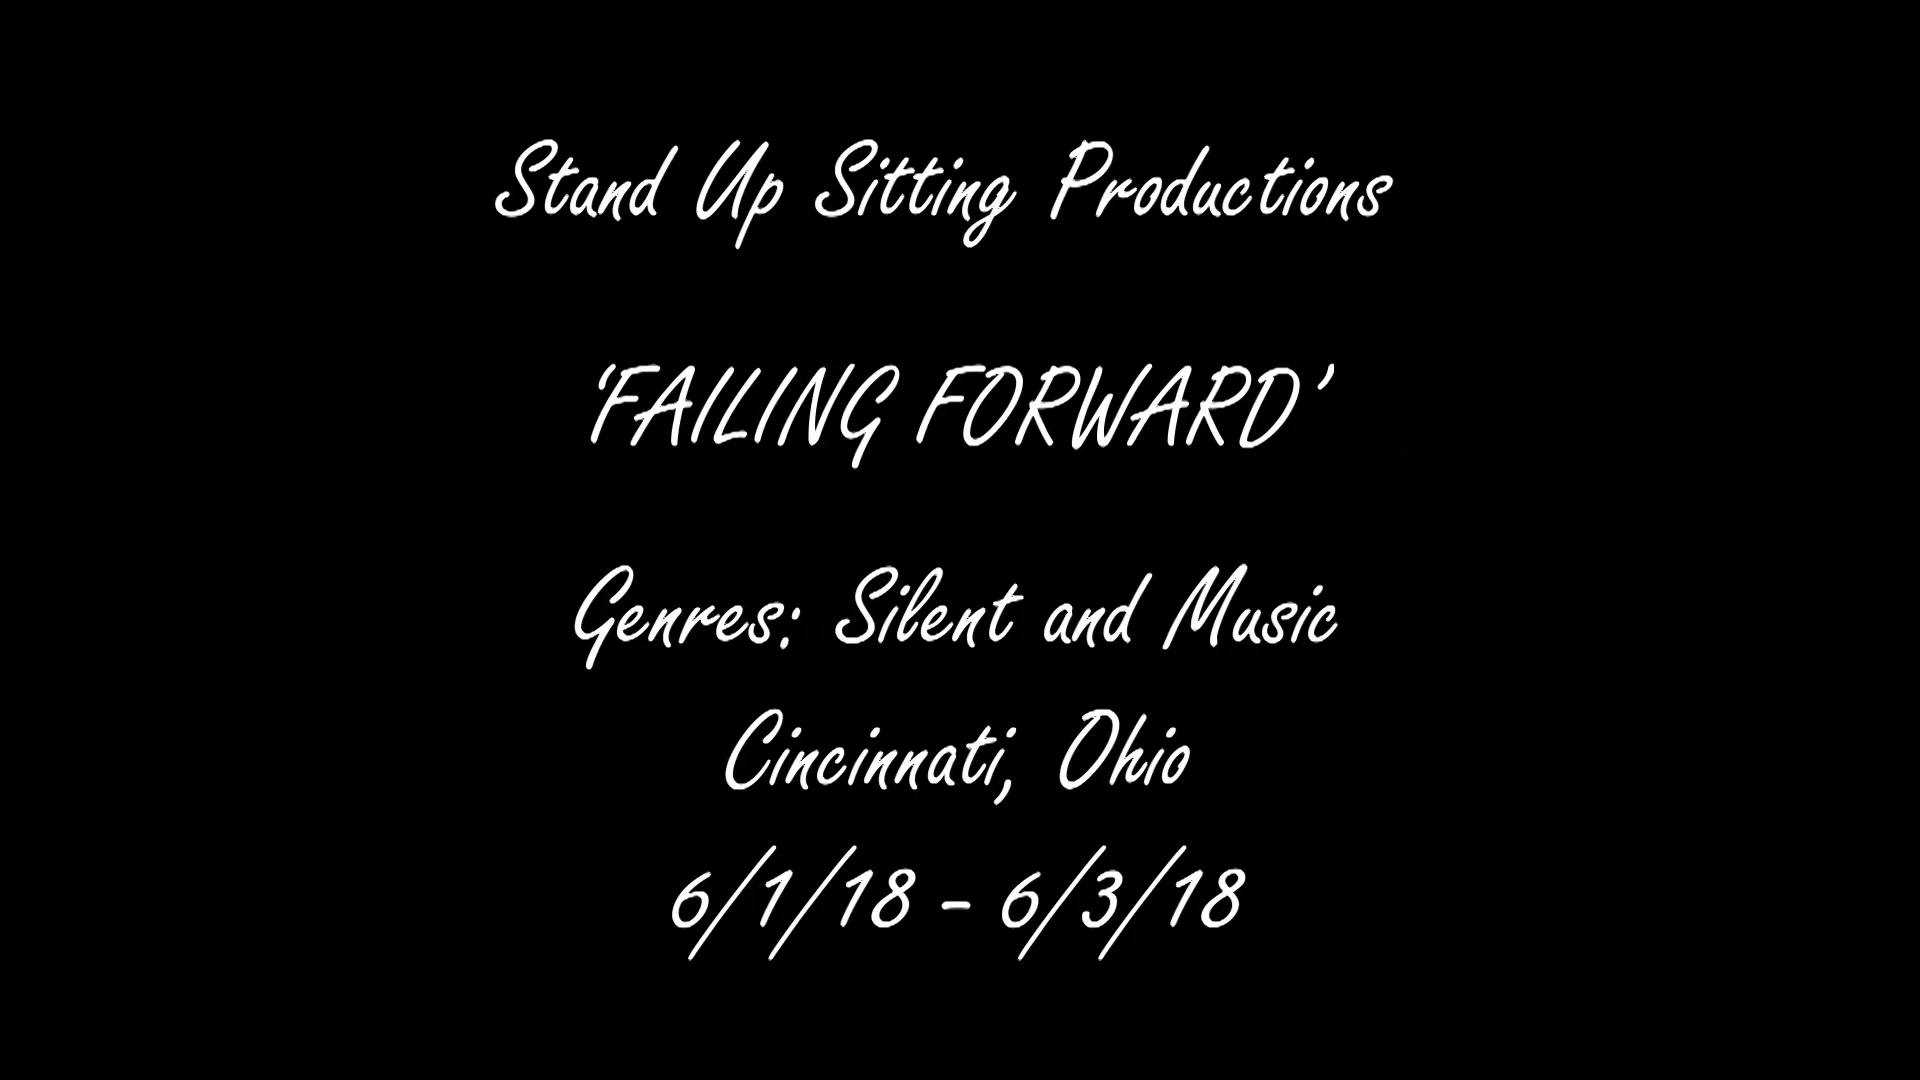 Stand Up Sitting Productions
‘FAILING FORWARD’
Genres: Silent and Music
Cincinnati, Ohio
6/1/18 - 6/3/18